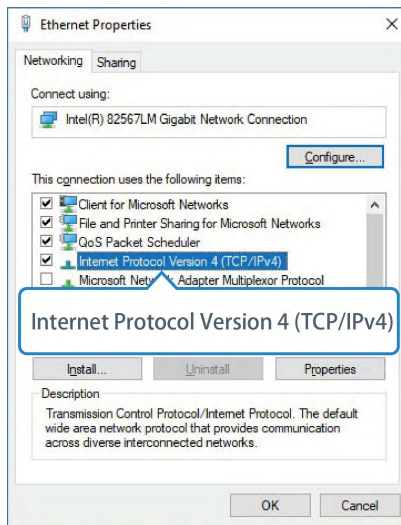 Ethernet Properties
Networking Sharing
Connect using:
Intel(R) 82567LM Gigabit Network Connection
Configure...
This connection uses the following items:
Client for Microsoft Networks
File and Printer Sharing for Microsoft Networks
QoS Packet Scheduler
Internet Protocol Version 4 (TCP/IPv4)
Microsoft Network Adapter Multiplexor Protocol
Internet Protocol Version 4 (TCP/IPv4)
Install... Uninstall Properties
Description
Transmission Control Protocol/Internet Protocol. The default
wide area network protocol that provides communication
across diverse interconnected networks.
OK Cancel